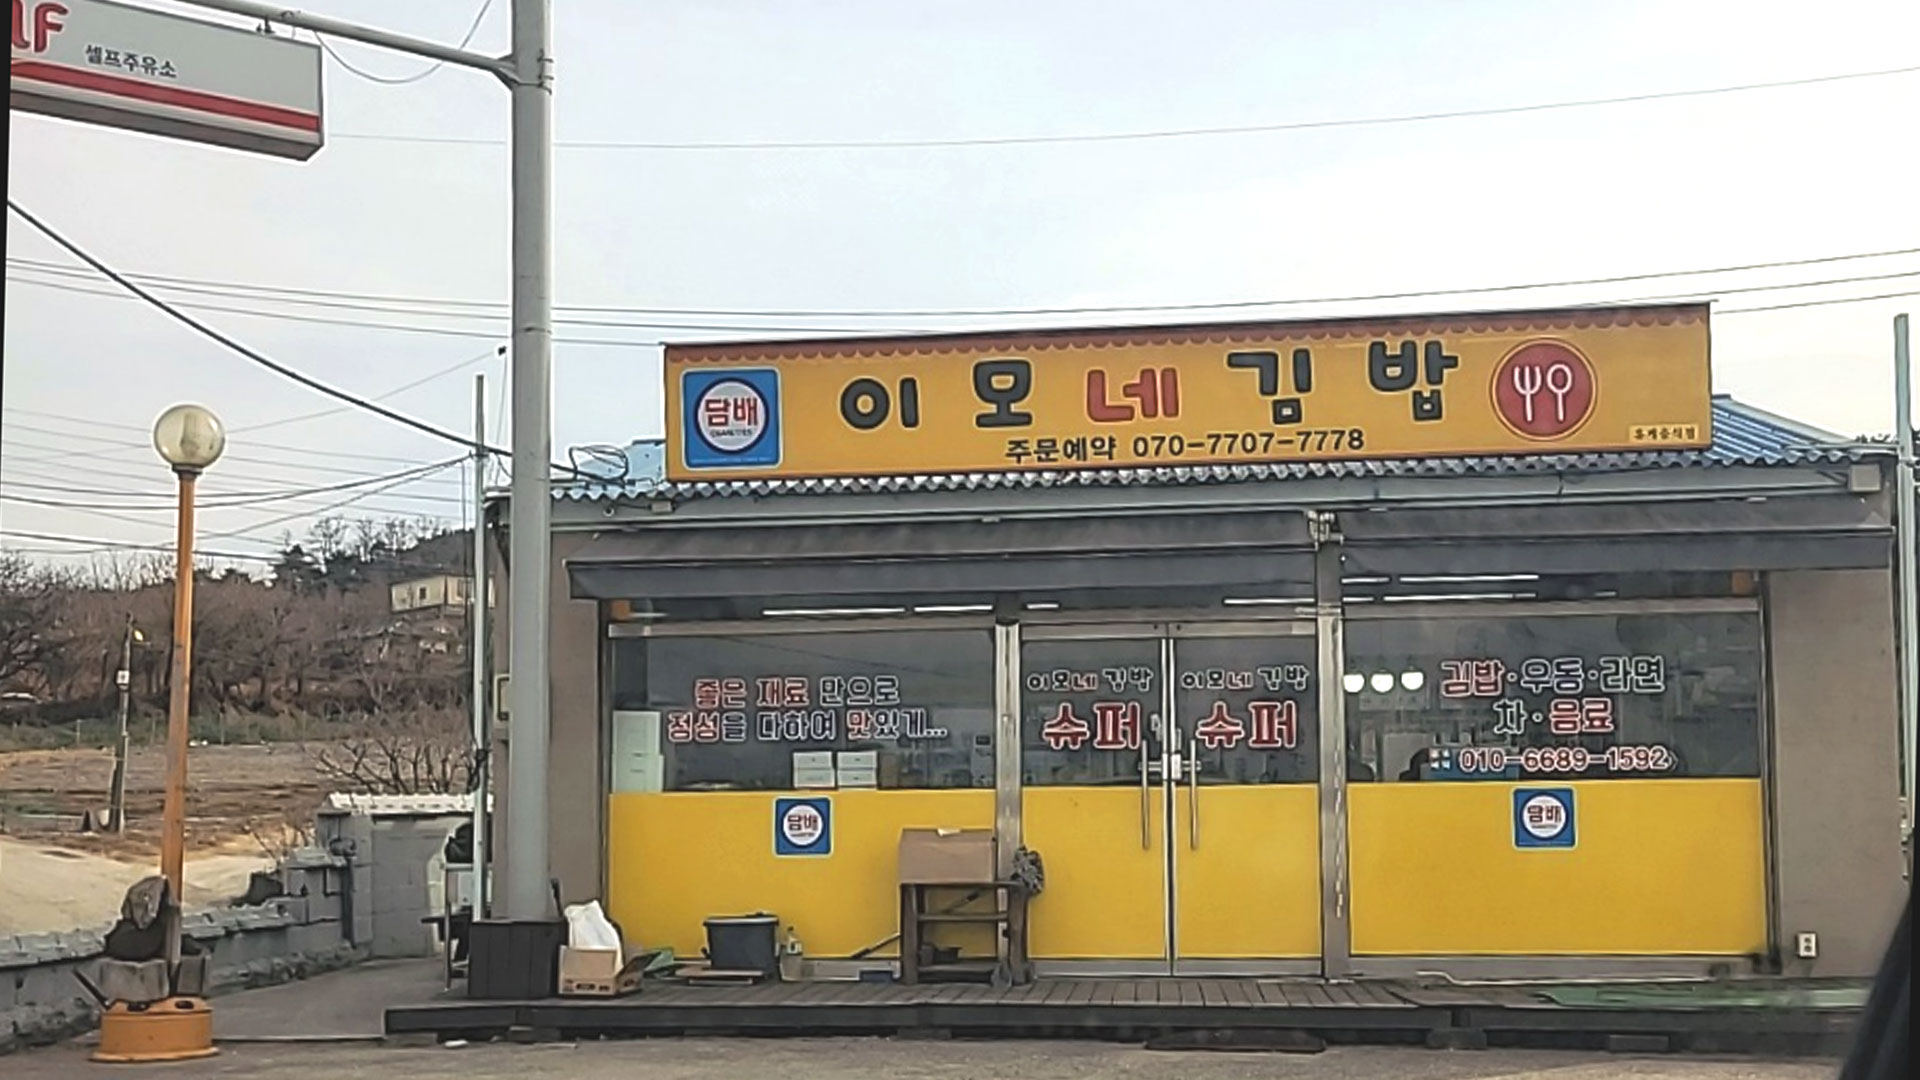 셀프주유소
담배
이모네김밥
주문예약 070-7707-7778
휴게음식점
좋은 재료 만으로
정성을 다하여 맛있게...
이모네 김밥
슈퍼
이모네 김밥
슈퍼
김밥·우동·라면
차·음료
010-6689-1592
담배
담배